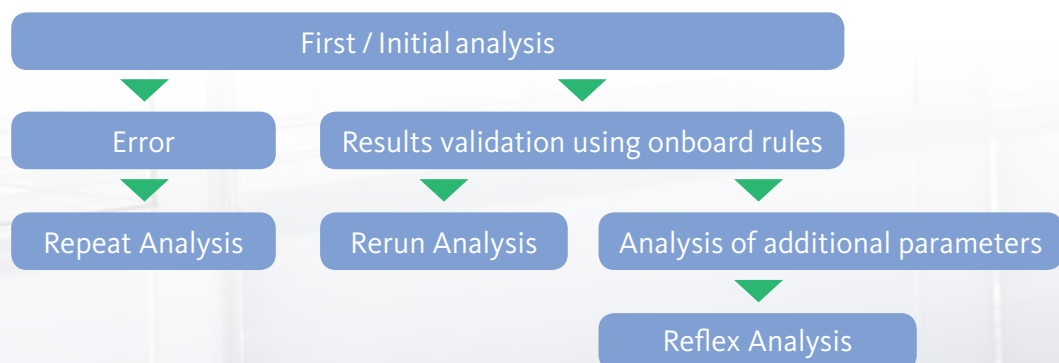 First / Initial analysis
Error
Results validation using onboard rules
Repeat Analysis
Rerun Analysis
Analysis of additional parameters
Reflex Analysis